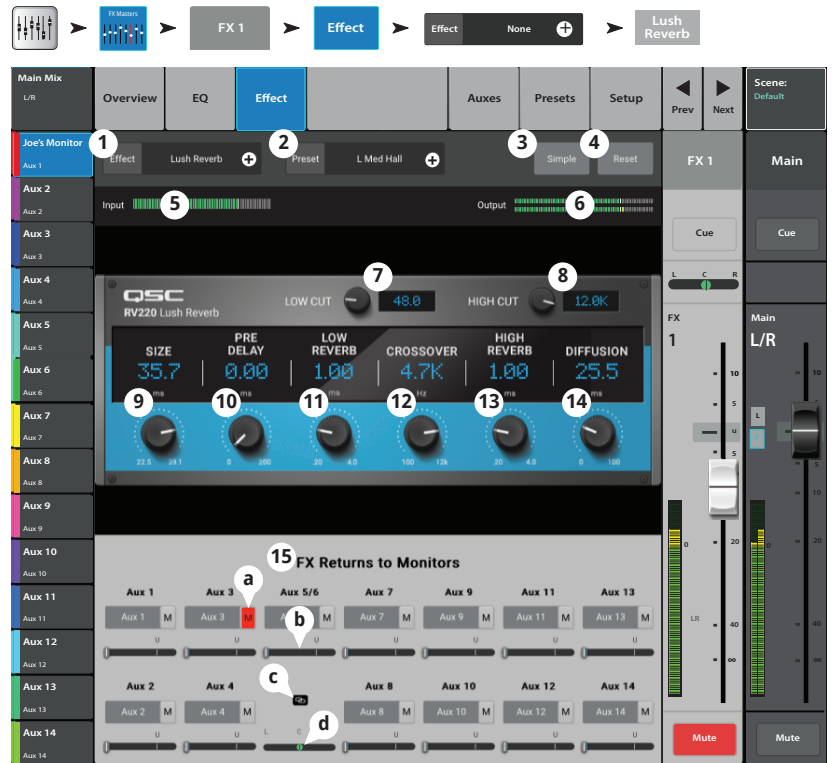 FX Masters
FX 1
Effect
Effect None
Lush
Reverb
Main Mix
L/R
Overview
EQ
Effect
Auxes
Presets
Setup
Prev
Next
Scene:
Default
Joe's Monitor
Aux 1
Aux 2
Aux 2
Aux 3
Aux 3
Aux 4
Aux 4
Aux 5
Aux 5
Aux 6
Aux 6
Aux 7
Aux 7
Aux 8
Aux 8
Aux 9
Aux 9
Aux 10
Aux 10
Aux 11
Aux 11
Aux 12
Aux 12
Aux 13
Aux 13
Aux 14
Aux 14
1
2
3
4
Effect Lush Reverb
Preset L Med Hall
Simple
Reset
Input
5
Output
6
7
8
QSC
RV220 Lush Reverb
LOW CUT 48.0
HIGH CUT 12.0K
SIZE
35.7
ms
PRE
DELAY
0.00
ms
LOW
REVERB
1.00
ms
CROSSOVER
4.7K
Hz
HIGH
REVERB
1.00
ms
DIFFUSION
25.5
9
10
11
12
13
14
22.5 39.1
0 200
.20 4.0
100 12k
.20 4.0
0 100
15
FX Returns to Monitors
a
b
c
d
Aux 1 Aux 3 Aux 5/6 Aux 7 Aux 9 Aux 11 Aux 13
Aux 1 M Aux 3 M M Aux 7 M Aux 9 M Aux 11 M Aux 13 M
U U U U U U U
Aux 2 Aux 4 Aux 8 Aux 10 Aux 12 Aux 14
Aux 2 M Aux 4 M Aux 8 M Aux 10 M Aux 12 M Aux 14 M
U U L C U U U U
FX 1
Cue
L C R
FX
1
10
5
U
5
0
20
LR
40
∞
Mute
Main
Cue
Main
L/R
10
L
5
10
0
20
40
∞
Mute